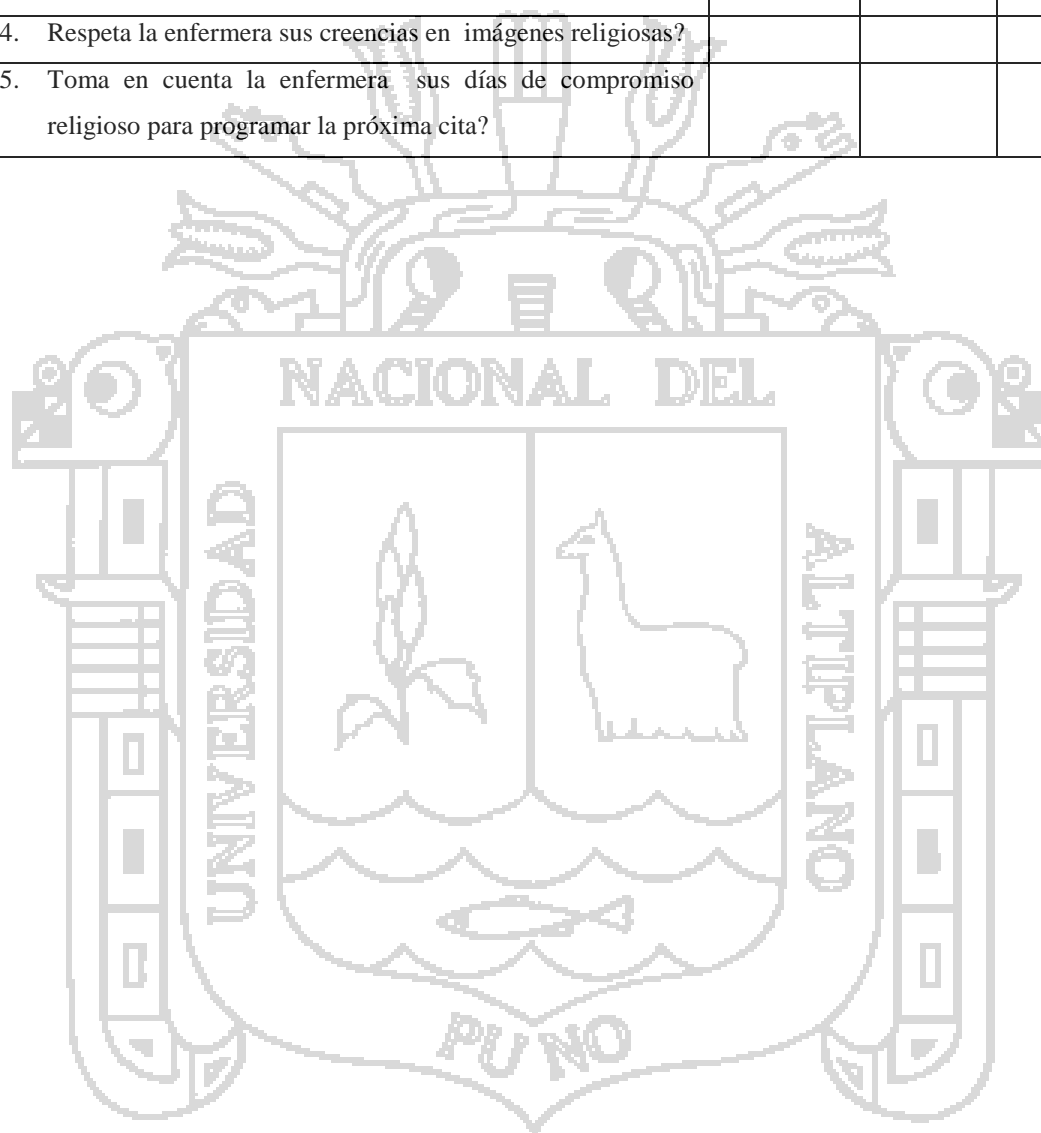 4. Respeta la enfermera sus creencias en imágenes religiosas?
5. Toma en cuenta la enfermera sus días de compromiso
religioso para programar la próxima cita?
NACIONAL DEL
UNIVERSIDAD
ALTIPLANO
PUNO